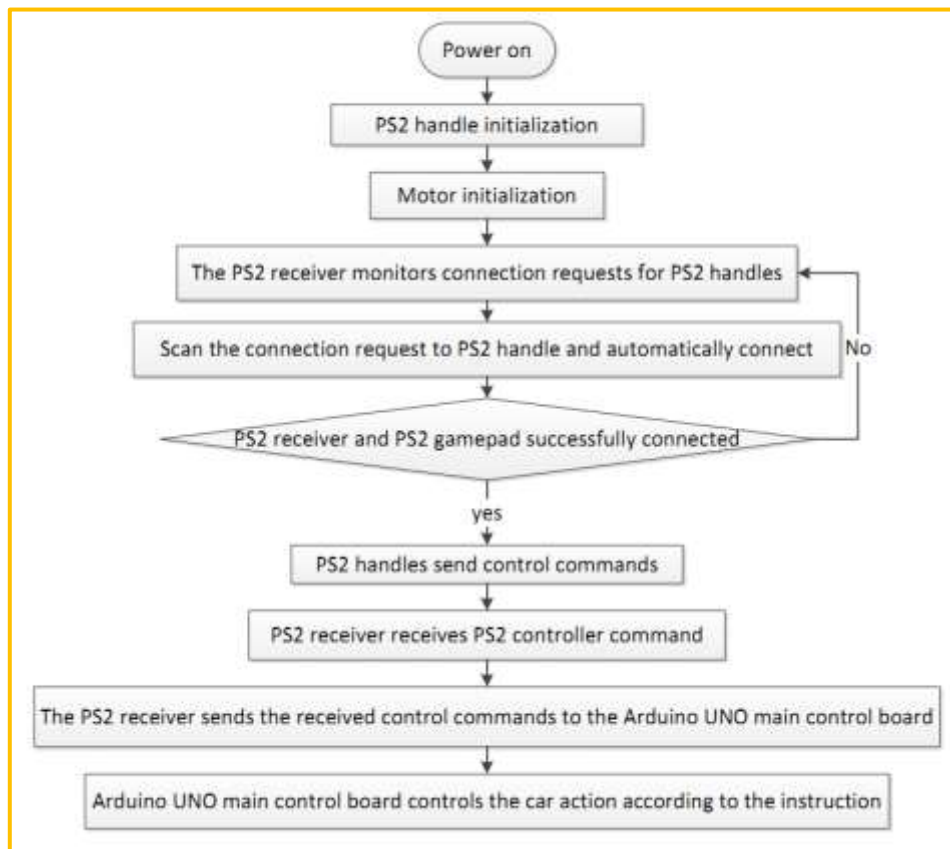 Power on
PS2 handle initialization
Motor initialization
The PS2 receiver monitors connection requests for PS2 handles
Scan the connection request to PS2 handle and automatically connect
No
PS2 receiver and PS2 gamepad successfully connected
yes
PS2 handles send control commands
PS2 receiver receives PS2 controller command
The PS2 receiver sends the received control commands to the Arduino UNO main control board
Arduino UNO main control board controls the car action according to the instruction